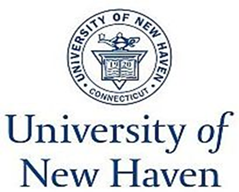 UNIVERSITY OF NEW HAVEN
• CONNECTICUT •
1920
University of
New Haven